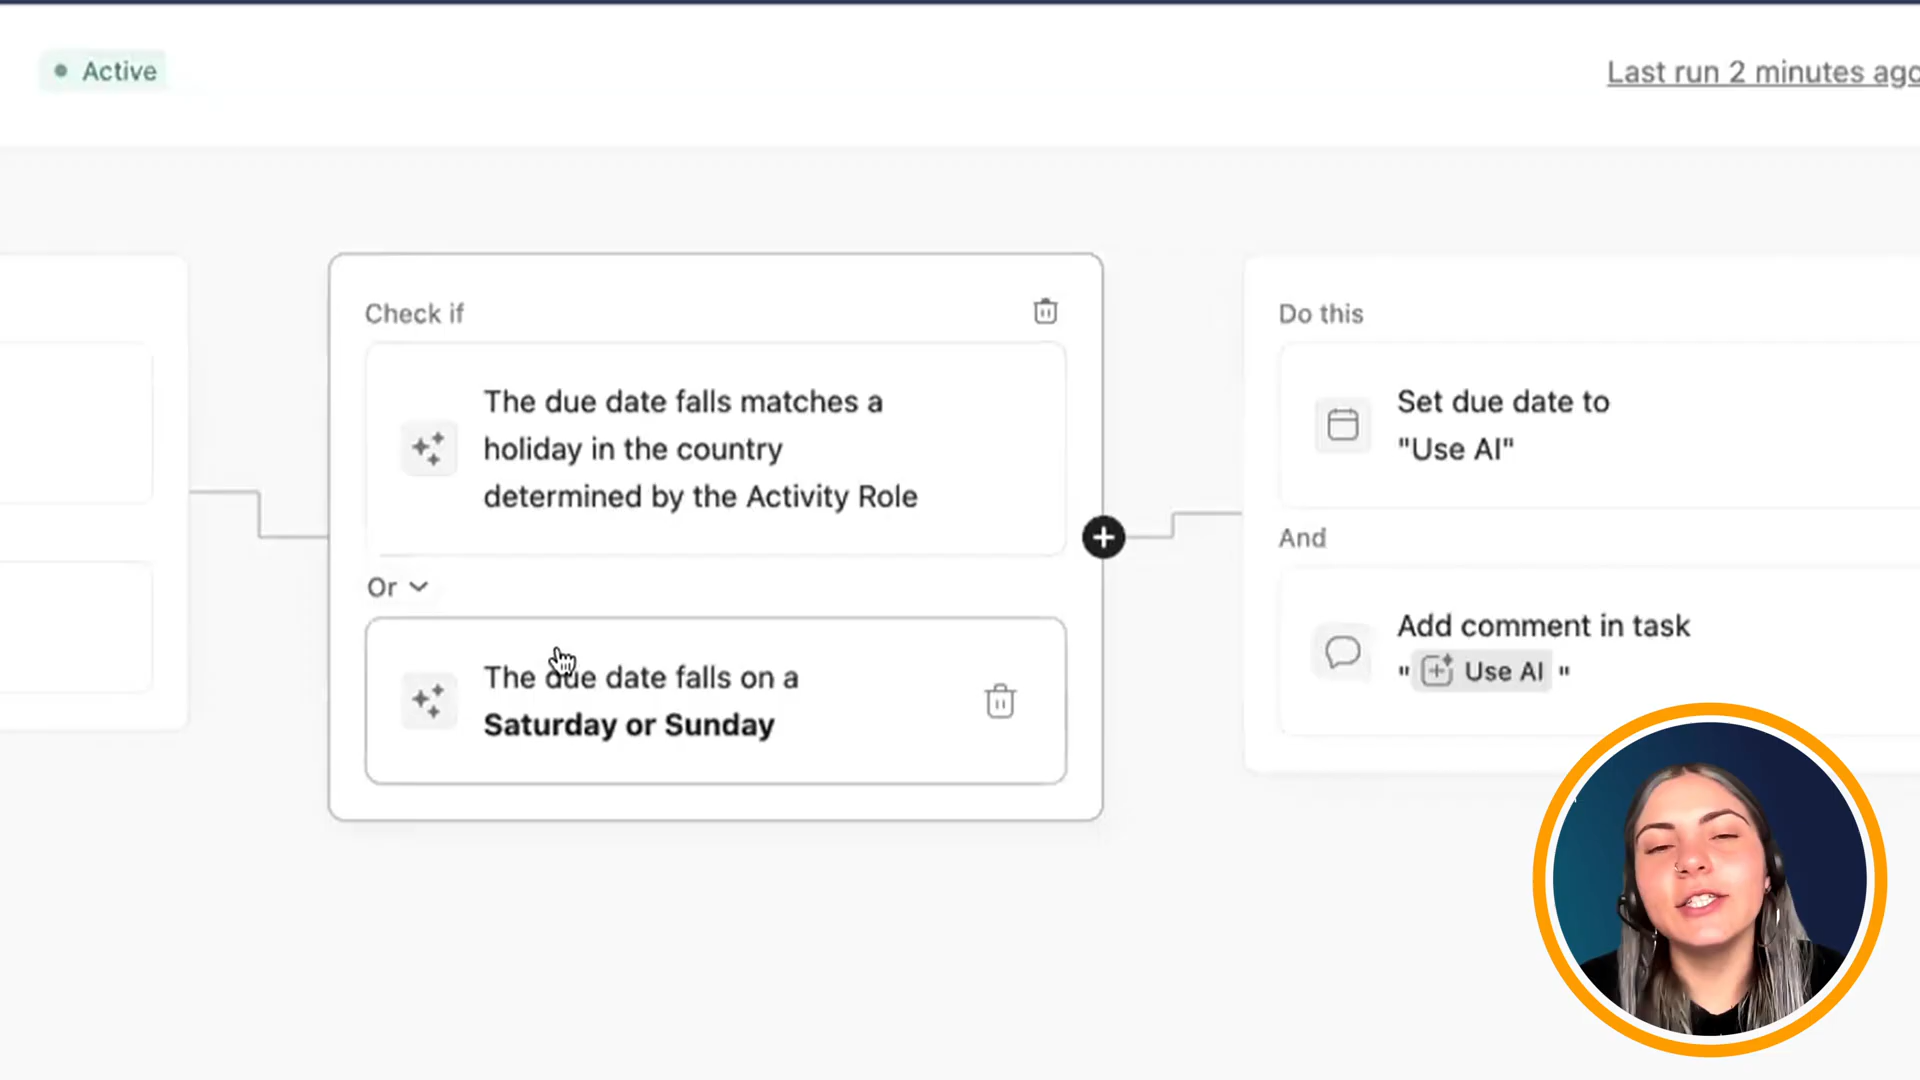 Active
Last run 2 minutes ago
Check if
The due date falls matches a
holiday in the country
determined by the Activity Role
Or
The due date falls on a
Saturday or Sunday
Do this
Set due date to
"Use AI"
And
Add comment in task
" Use AI "